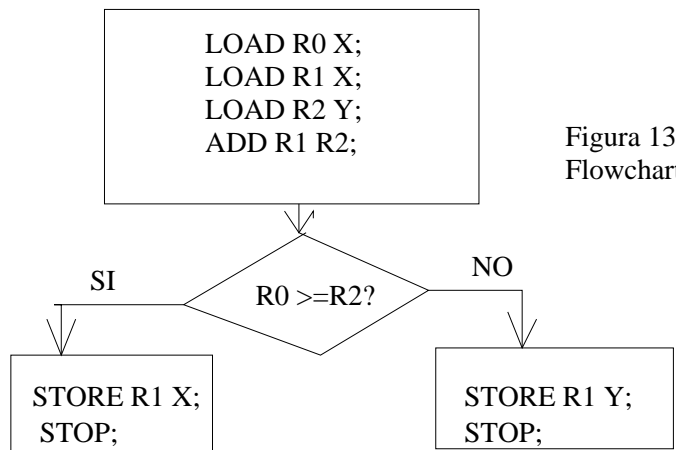 LOAD R0 X;
LOAD R1 X;
LOAD R2 Y;
ADD R1 R2;
Figura 13
Flowchart
SI
NO
R0 >=R2?
STORE R1 X;
STOP;
STORE R1 Y;
STOP;